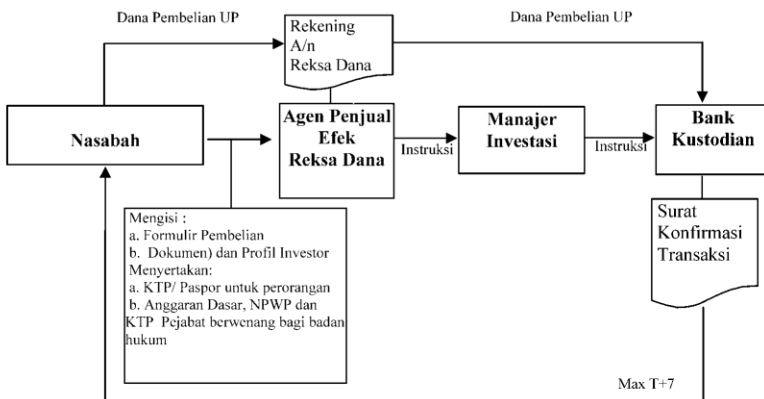 Dana Pembelian UP
Rekening
A/n
Reksa Dana
Dana Pembelian UP
Nasabah
Agen Penjual
Efek
Reksa Dana
Instruksi
Manajer
Investasi
Instruksi
Bank
Kustodian
Mengisi :
a. Formulir Pembelian
b. Dokumen) dan Profil Investor
Menyertakan:
a. KTP/ Paspor untuk perorangan
b. Anggaran Dasar, NPWP dan
KTP Pejabat berwenang bagi badan
hukum
Surat
Konfirmasi
Transaksi
Max T+7